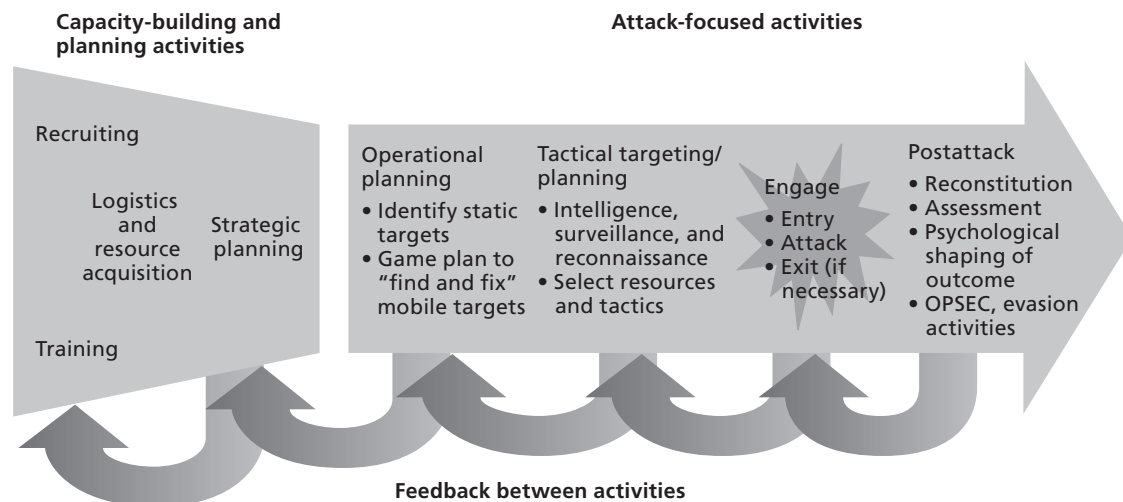 Capacity-building and
planning activities
Attack-focused activities
Recruiting
Logistics
and
resource
acquisition
Strategic
planning
Training
Operational
planning
• Identify static
targets
• Game plan to
“find and fix”
mobile targets
Tactical targeting/
planning
• Intelligence,
surveillance, and
reconnaissance
• Select resources
and tactics
Engage
• Entry
• Attack
• Exit (if
necessary)
Postattack
• Reconstitution
• Assessment
• Psychological
shaping of
outcome
• OPSEC, evasion
activities
Feedback between activities